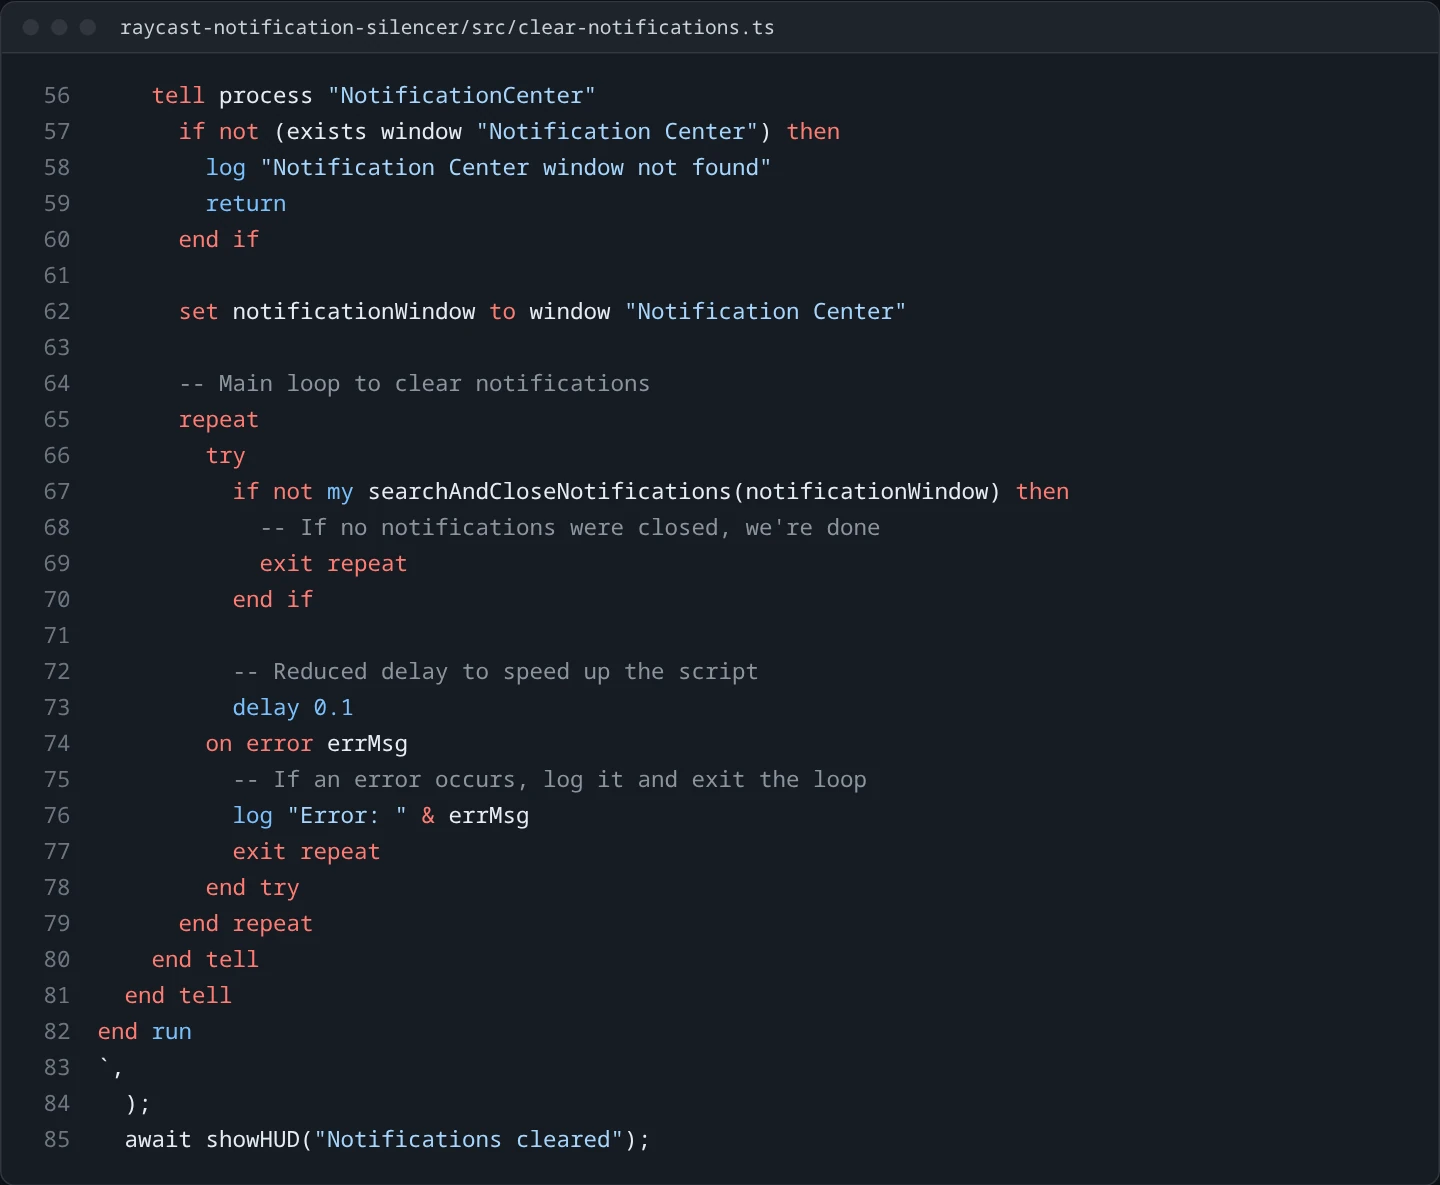 raycast-notification-silencer/src/clear-notifications.ts
56     tell process "NotificationCenter"
57       if not (exists window "Notification Center") then
58         log "Notification Center window not found"
59         return
60       end if
61
62       set notificationWindow to window "Notification Center"
63
64       -- Main loop to clear notifications
65       repeat
66         try
67           if not my searchAndCloseNotifications(notificationWindow) then
68             -- If no notifications were closed, we're done
69             exit repeat
70           end if
71
72           -- Reduced delay to speed up the script
73           delay 0.1
74         on error errMsg
75           -- If an error occurs, log it and exit the loop
76           log "Error: " & errMsg
77           exit repeat
78         end try
79       end repeat
80     end tell
81   end tell
82 end run
83 `,
84   );
85   await showHUD("Notifications cleared");